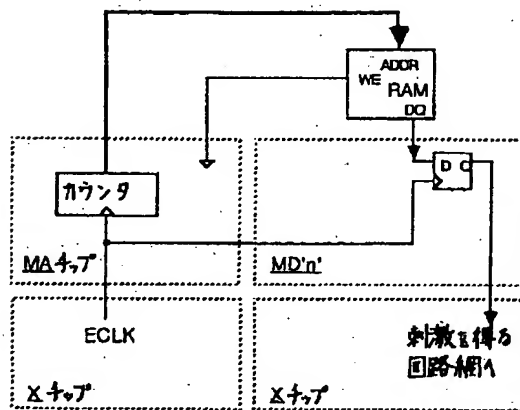 ADDR
WE
RAM
DQ
カウンタ
D Q
MAチップ
MD'n'
ECLK
刺激を得る
回路網へ
Xチップ
Xチップ